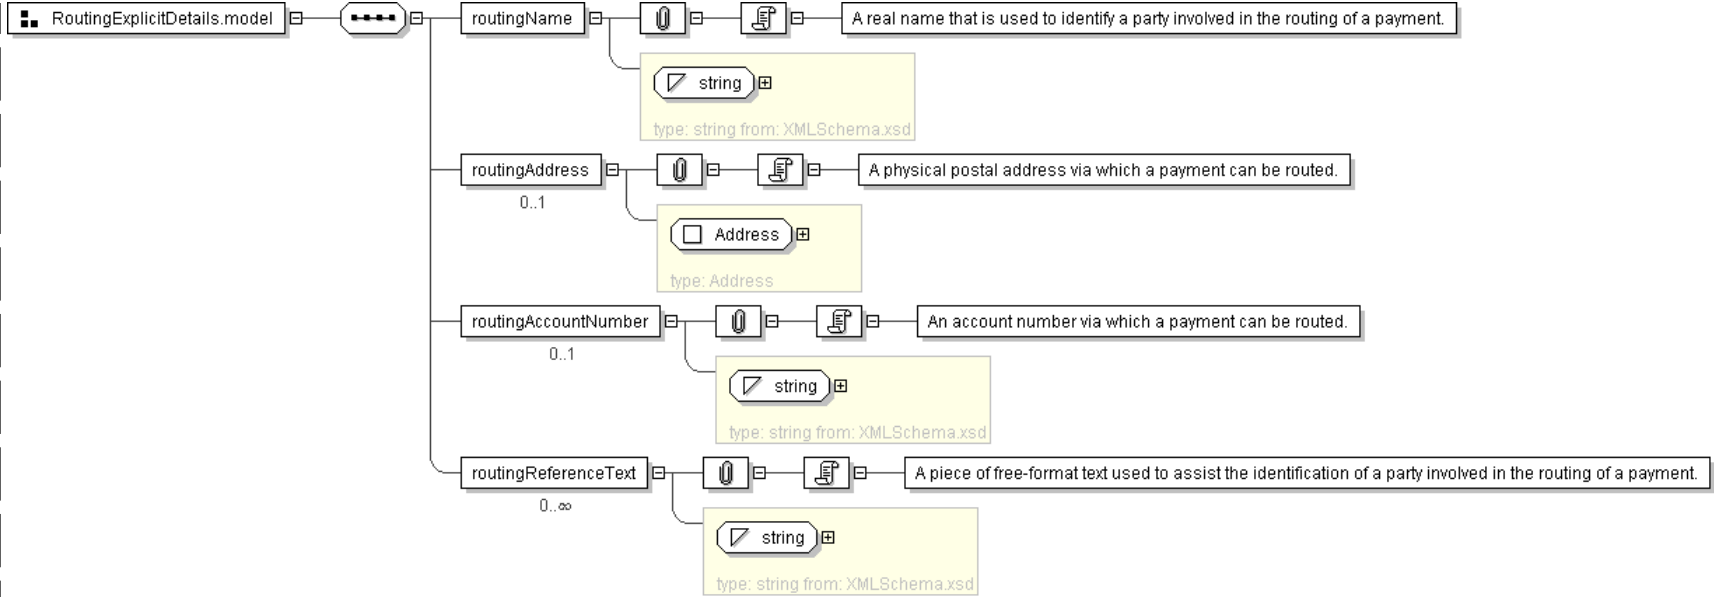 RoutingExplicitDetails.model
routingName
A real name that is used to identify a party involved in the routing of a payment.
string
type: string from: XMLSchema.xsd
routingAddress
A physical postal address via which a payment can be routed.
0..1
Address
type: Address
routingAccountNumber
An account number via which a payment can be routed.
0..1
string
type: string from: XMLSchema.xsd
routingReferenceText
A piece of free-format text used to assist the identification of a party involved in the routing of a payment.
0..∞
string
type: string from: XMLSchema.xsd